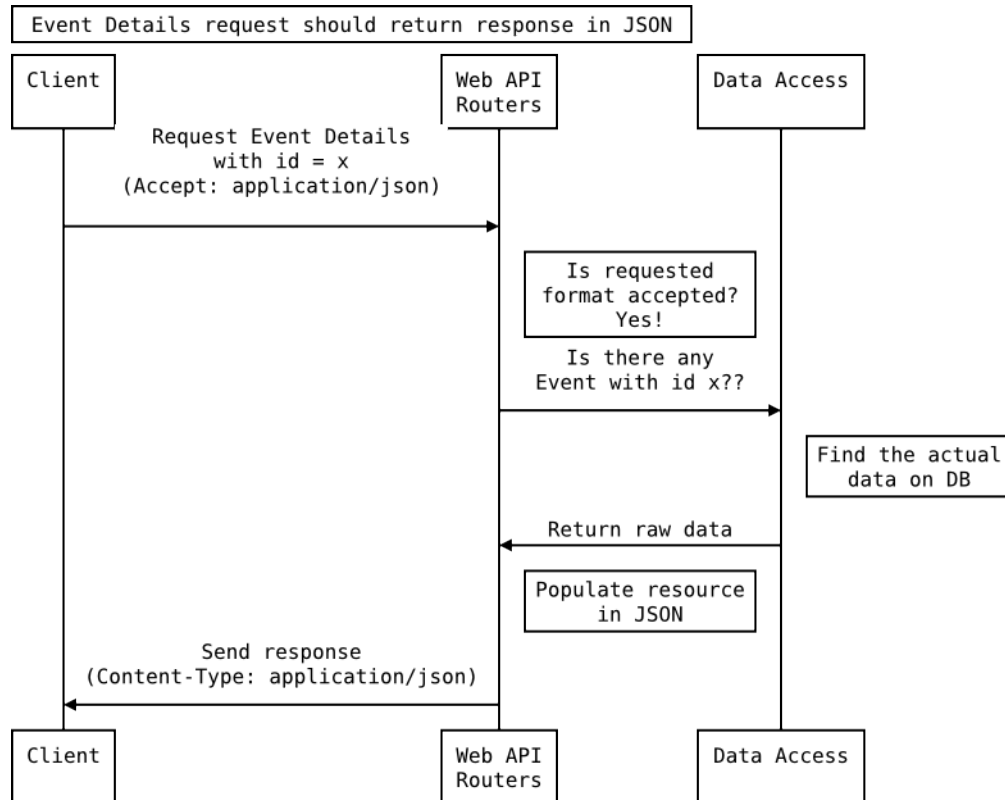 Event Details request should return response in JSON
Client
Web API
Routers
Data Access
Request Event Details
with id = x
(Accept: application/json)
Is requested
format accepted?
Yes!
Is there any
Event with id x??
Find the actual
data on DB
Return raw data
Populate resource
in JSON
Send response
(Content-Type: application/json)
Client
Web API
Routers
Data Access